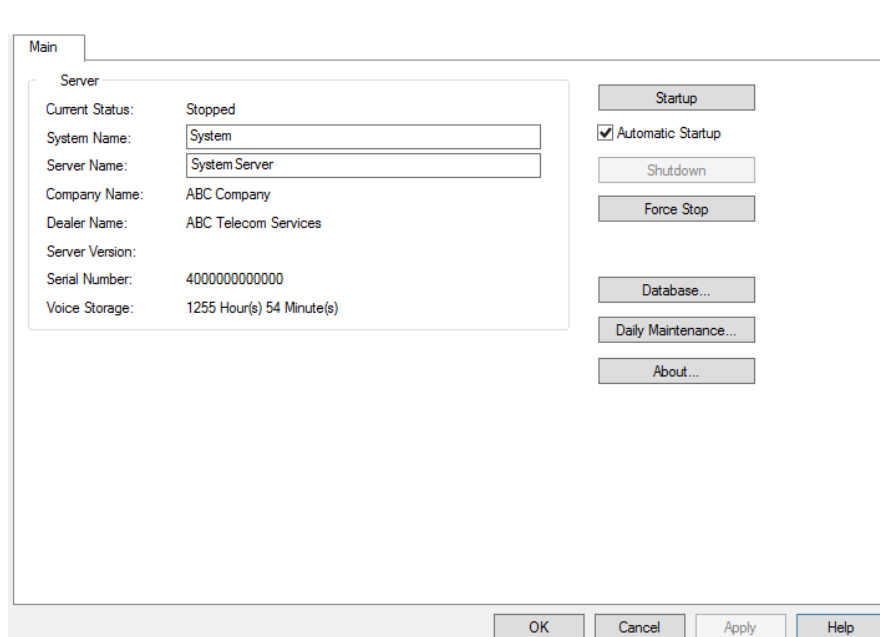 Main
Server
Current Status: Stopped
System Name: System
Server Name: System Server
Company Name: ABC Company
Dealer Name: ABC Telecom Services
Server Version:
Serial Number: 4000000000000
Voice Storage: 1255 Hour(s) 54 Minute(s)
Startup
Automatic Startup
Shutdown
Force Stop
Database...
Daily Maintenance...
About...
OK Cancel Apply Help